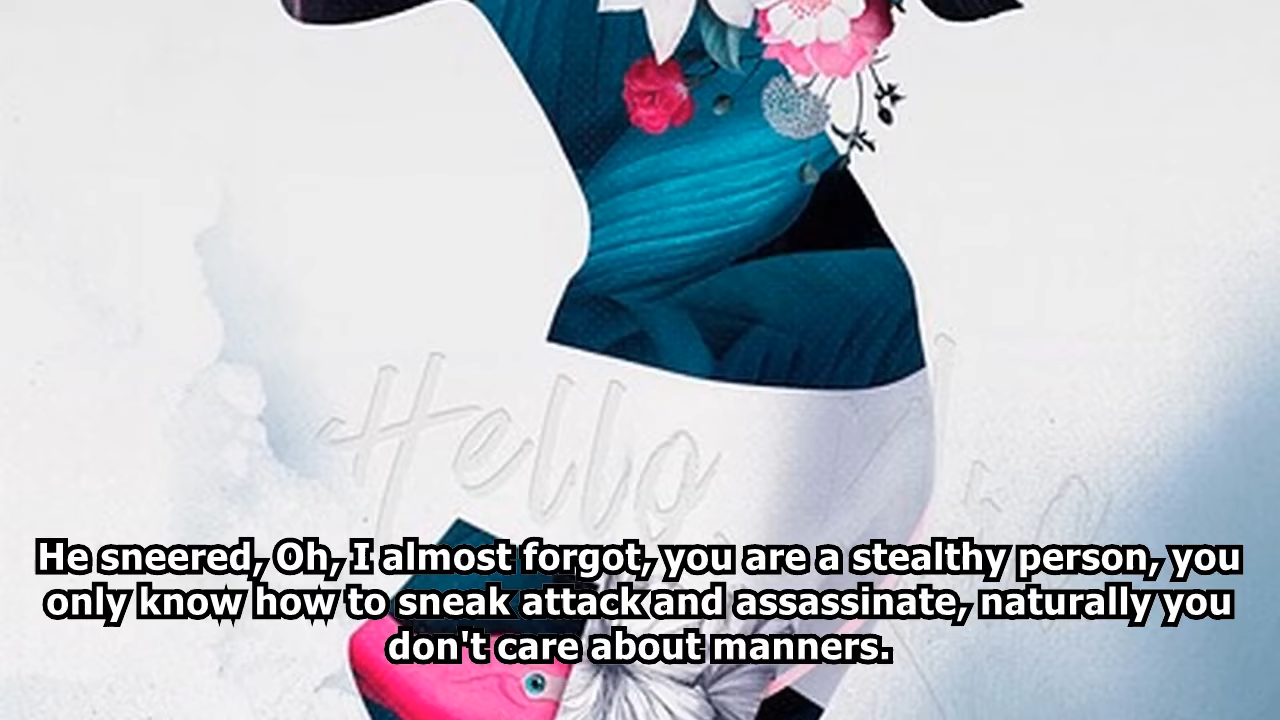 Hello
He sneered, Oh, I almost forgot, you are a stealthy person, you
only know how to sneak attack and assassinate, naturally you
don't care about manners.